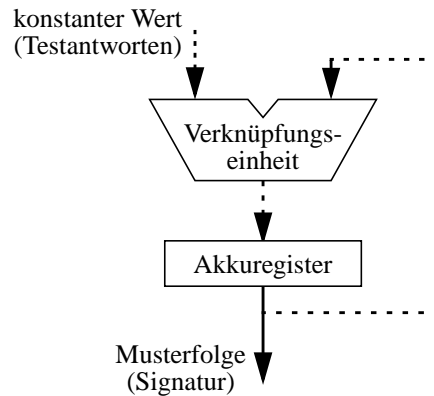 konstanter Wert
(Testantworten)
Verknüpfungs-
einheit
Akkuregister
Musterfolge
(Signatur)